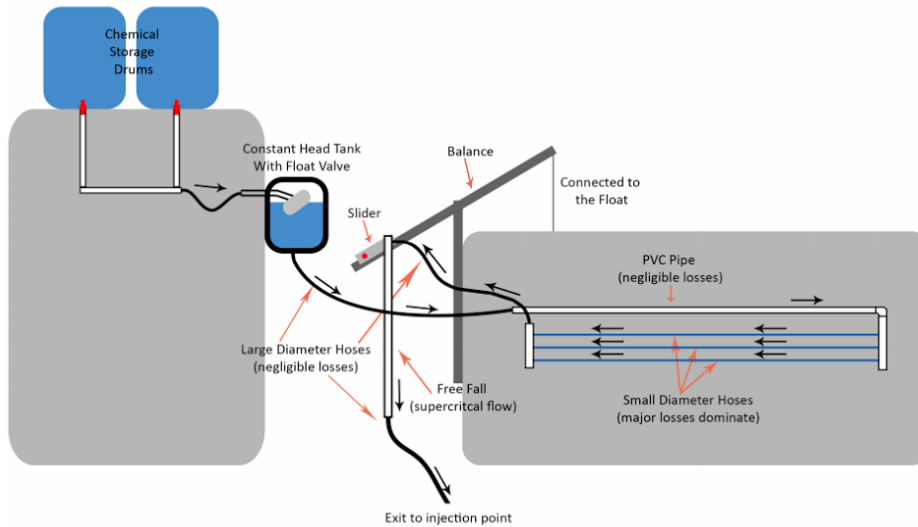 Chemical
Storage
Drums
Constant Head Tank
With Float Valve
Balance
Connected to
the Float
Slider
PVC Pipe
(negligible losses)
Large Diameter Hoses
(negligible losses)
Free Fall
(supercritcal flow)
Small Diameter Hoses
(major losses dominate)
Exit to injection point